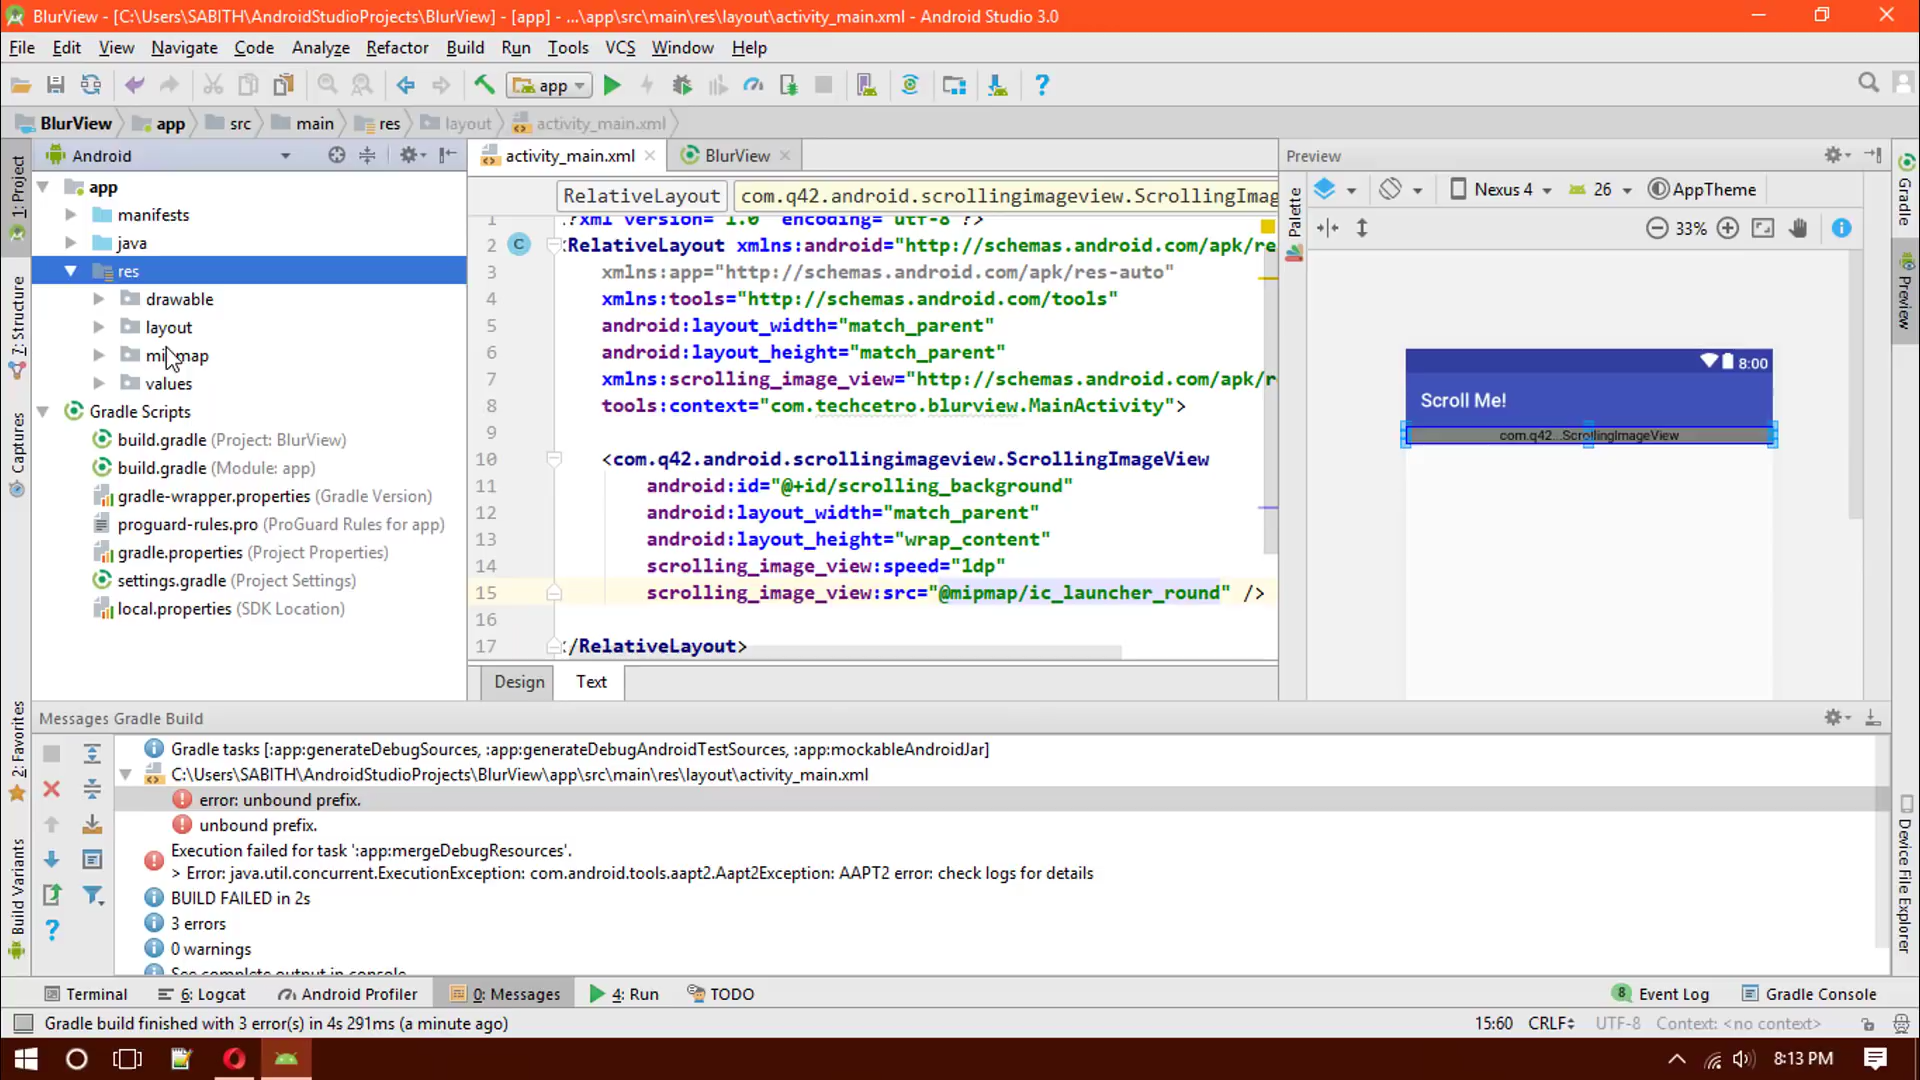 BlurView - [C:\Users\SABITH\AndroidStudioProjects\BlurView] - [app] - ...\app\src\main\res\layout\activity_main.xml - Android Studio 3.0
File Edit View Navigate Code Analyze Refactor Build Run Tools VCS Window Help
app
BlurView app src main res layout activity_main.xml
Android
activity_main.xml BlurView
Preview
1: Project
7: Structure
Captures
2: Favorites
Build Variants
app
manifests
java
res
drawable
layout
values
Gradle Scripts
build.gradle (Project: BlurView)
build.gradle (Module: app)
gradle-wrapper.properties (Gradle Version)
proguard-rules.pro (ProGuard Rules for app)
gradle.properties (Project Properties)
settings.gradle (Project Settings)
local.properties (SDK Location)
RelativeLayout com.q42.android.scrollingimageview.ScrollingImag
1 ?xml version="1.0" encoding="utf-8"?>
2 <RelativeLayout xmlns:android="http://schemas.android.com/apk/re
3 xmlns:app="http://schemas.android.com/apk/res-auto"
4 xmlns:tools="http://schemas.android.com/tools"
5 android:layout_width="match_parent"
6 android:layout_height="match_parent"
7 xmlns:scrolling_image_view="http://schemas.android.com/apk/r
8 tools:context="com.techcetro.blurview.MainActivity">
9
10 <com.q42.android.scrollingimageview.ScrollingImageView
11 android:id="@+id/scrolling_background"
12 android:layout_width="match_parent"
13 android:layout_height="wrap_content"
14 scrolling_image_view:speed="1dp"
15 scrolling_image_view:src="@mipmap/ic_launcher_round" />
16
17 </RelativeLayout>
Design Text
Palette
Nexus 4 26 AppTheme
33%
8:00
Scroll Me!
com.q42...ScrollingImageView
Gradle
Preview
Device File Explorer
Messages Gradle Build
Gradle tasks [:app:generateDebugSources, :app:generateDebugAndroidTestSources, :app:mockableAndroidJar]
C:\Users\SABITH\AndroidStudioProjects\BlurView\app\src\main\res\layout\activity_main.xml
error: unbound prefix.
unbound prefix.
Execution failed for task ':app:mergeDebugResources'.
> Error: java.util.concurrent.ExecutionException: com.android.tools.aapt2.Aapt2Exception: AAPT2 error: check logs for details
BUILD FAILED in 2s
3 errors
0 warnings
See complete output in console
Terminal 6: Logcat Android Profiler 0: Messages 4: Run TODO 8 Event Log Gradle Console
Gradle build finished with 3 error(s) in 4s 291ms (a minute ago) 15:60 CRLF UTF-8 Context: <no context>
8:13 PM